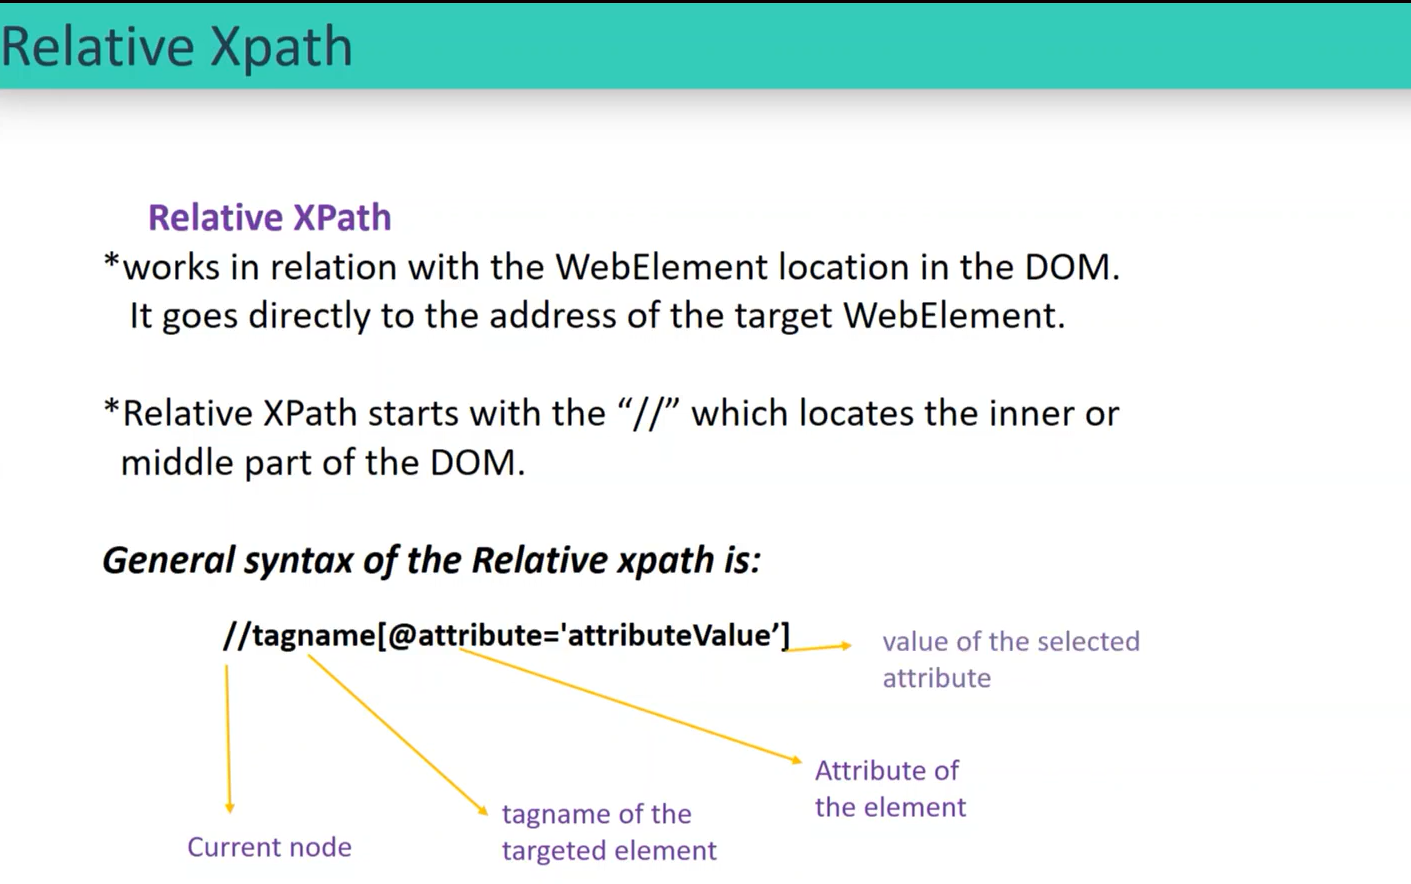 Relative Xpath
Relative XPath
*works in relation with the WebElement location in the DOM.
It goes directly to the address of the target WebElement.
*Relative XPath starts with the “//” which locates the inner or
middle part of the DOM.
General syntax of the Relative xpath is:
//tagname[@attribute='attributeValue’]
value of the selected
attribute
Attribute of
the element
tagname of the
targeted element
Current node